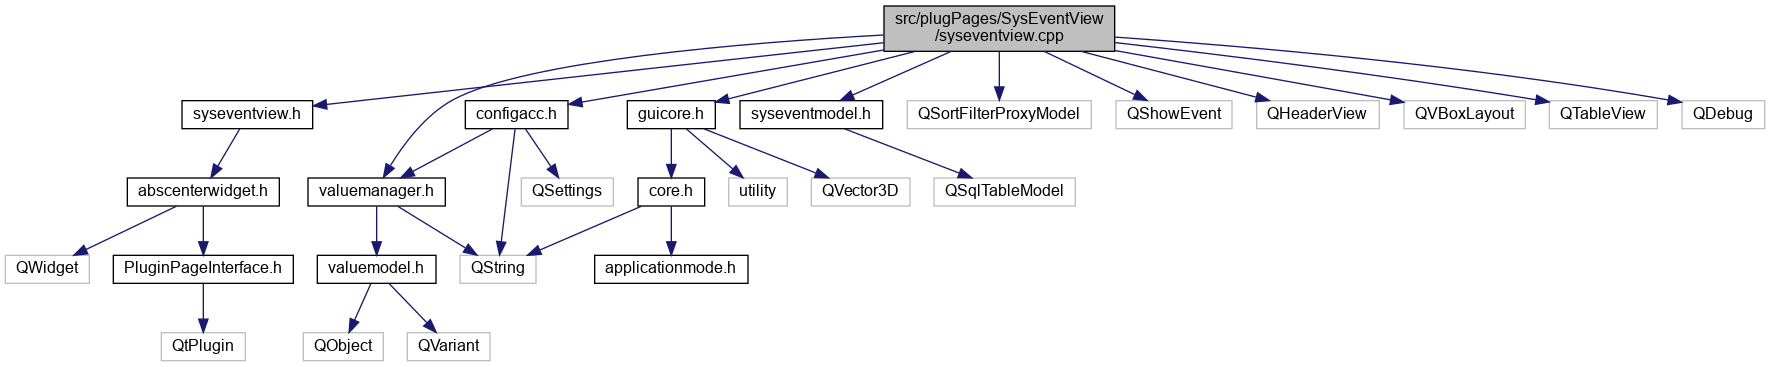 src/plugPages/SysEventView
/syseventview.cpp
syseventview.h
configacc.h
guicore.h
syseventmodel.h
QSortFilterProxyModel
QShowEvent
QHeaderView
QVBoxLayout
QTableView
QDebug
abscenterwidget.h
valuemanager.h
QSettings
core.h
utility
QVector3D
QSqlTableModel
QWidget
PluginPageInterface.h
valuemodel.h
QString
applicationmode.h
QtPlugin
QObject
QVariant